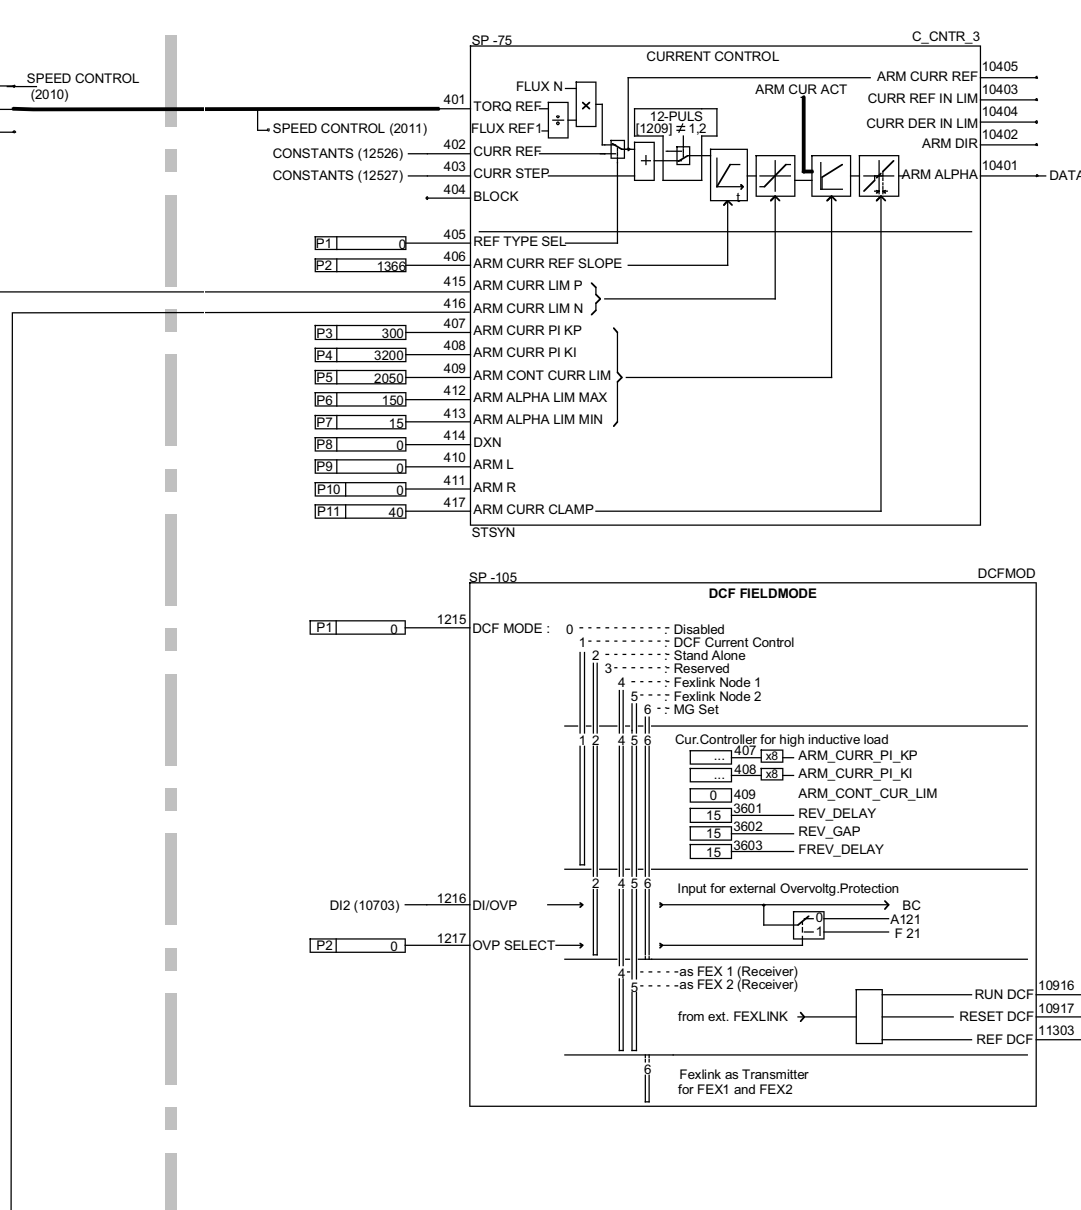 SP -75 C_CNTR_3
CURRENT CONTROL
SPEED CONTROL
(2010)
SPEED CONTROL (2011)
CONSTANTS (12526)
CONSTANTS (12527)
FLUX N
401 TORQ REF
FLUX REF1
402 CURR REF
403 CURR STEP
404 BLOCK
÷
×
+
12-PULS
[1209] ≠ 1,2
t
ARM CUR ACT
ARM CURR REF 10405
CURR REF IN LIM 10403
CURR DER IN LIM 10404
ARM DIR 10402
ARM ALPHA 10401 DATA
P1 0 405 REF TYPE SEL
P2 1366 406 ARM CURR REF SLOPE
415 ARM CURR LIM P
416 ARM CURR LIM N
P3 300 407 ARM CURR PI KP
P4 3200 408 ARM CURR PI KI
P5 2050 409 ARM CONT CURR LIM
P6 150 412 ARM ALPHA LIM MAX
P7 15 413 ARM ALPHA LIM MIN
P8 0 414 DXN
P9 0 410 ARM L
P10 0 411 ARM R
P11 40 417 ARM CURR CLAMP
STSYN
SP -105 DCFMOD
DCF FIELDMODE
P1 0 1215 DCF MODE : 0 : Disabled
1 : DCF Current Control
2 : Stand Alone
3 : Reserved
4 : Fexlink Node 1
5 : Fexlink Node 2
6 : MG Set
1 2 4 5 6 Cur.Controller for high inductive load
... 407 x8 ARM_CURR_PI_KP
... 408 x8 ARM_CURR_PI_KI
0 409 ARM_CONT_CUR_LIM
15 3601 REV_DELAY
15 3602 REV_GAP
15 3603 FREV_DELAY
2 4 5 6 Input for external Overvoltg.Protection
DI2 (10703) 1216 DI/OVP BC
0 A121
1 F 21
P2 0 1217 OVP SELECT
4 as FEX 1 (Receiver)
5 as FEX 2 (Receiver)
from ext. FEXLINK
RUN DCF 10916
RESET DCF 10917
REF DCF 11303
6 Fexlink as Transmitter
for FEX1 and FEX2